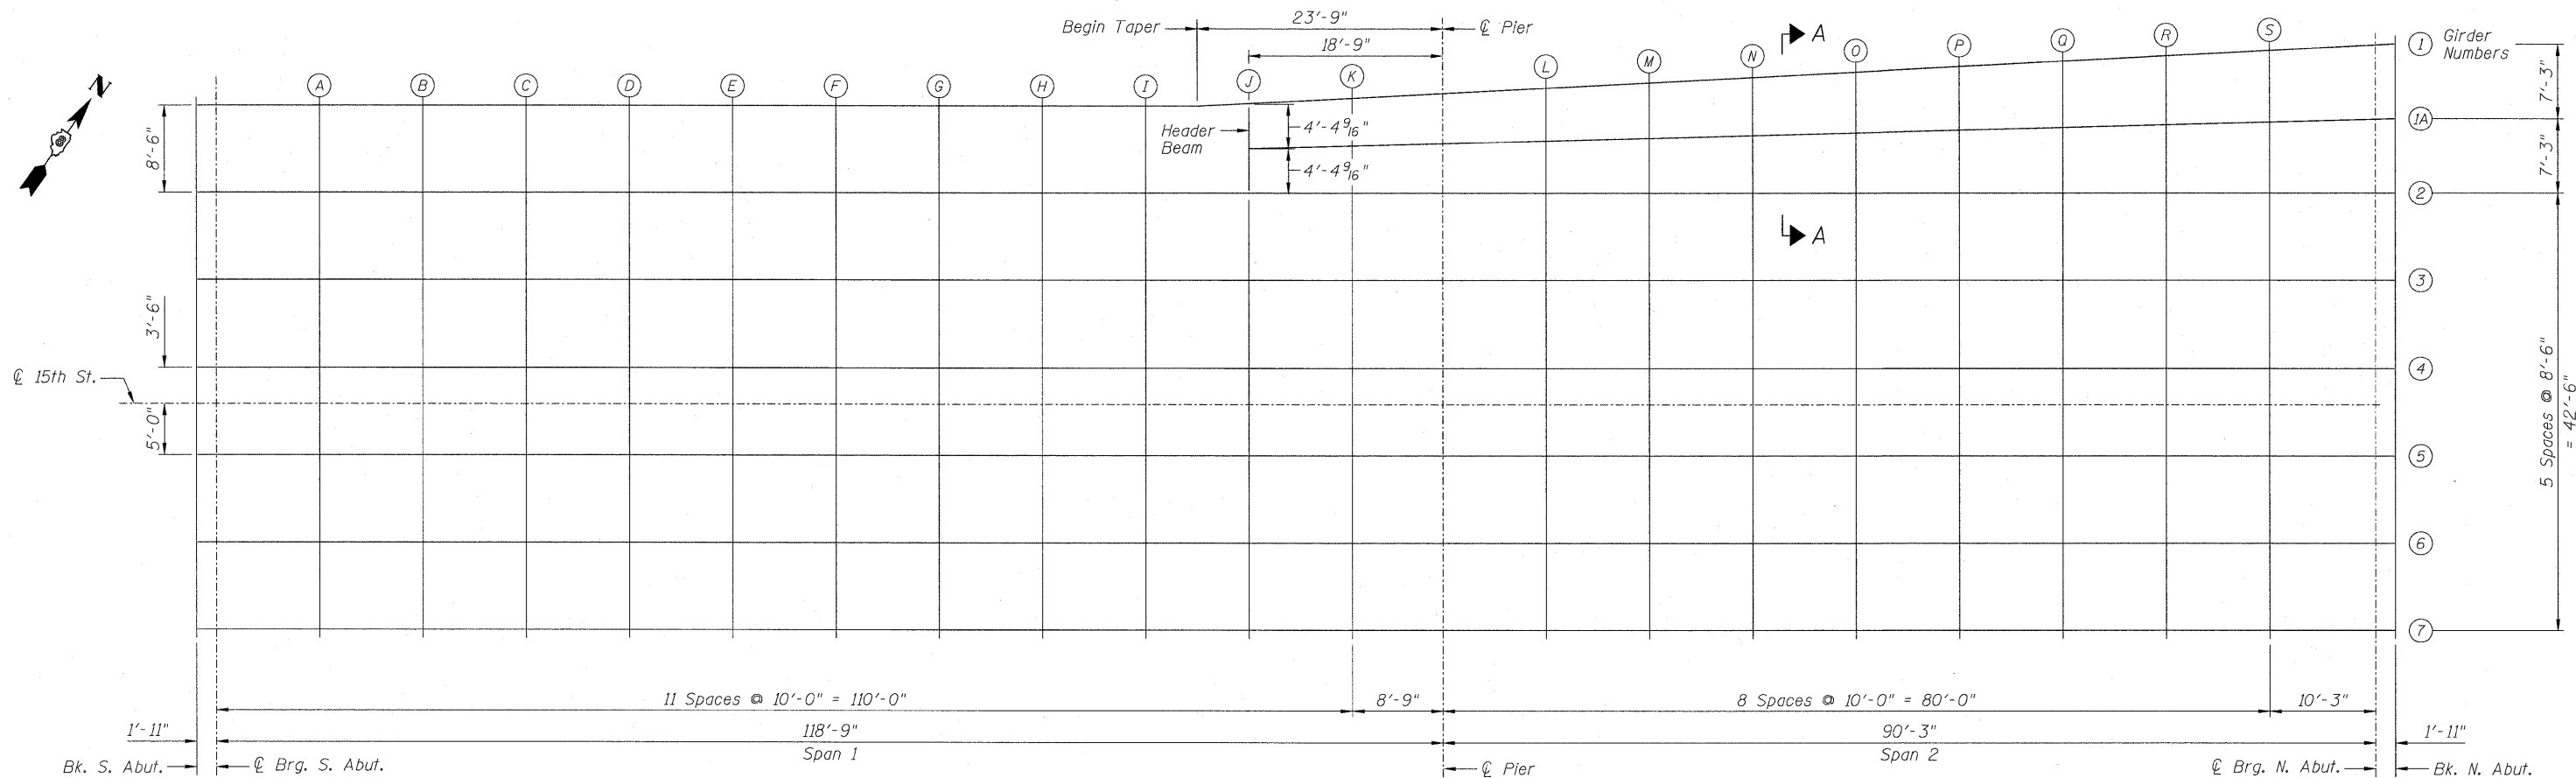 Begin Taper
23'-9"
℄ Pier
18'-9"
A
A
1
Girder
Numbers
N
A B C D E F G H I J K L M N O P Q R S
8'-6"
Header
Beam
4'-4 9/16"
4'-4 9/16"
7'-3"
1A
7'-3"
2
3
3'-6"
4
℄ 15th St.
5'-0"
5
5 Spaces @ 8'-6"
= 42'-6"
6
7
11 Spaces @ 10'-0" = 110'-0"
8'-9"
8 Spaces @ 10'-0" = 80'-0"
10'-3"
1'-11"
118'-9"
90'-3"
1'-11"
Span 1
Span 2
Bk. S. Abut.
℄ Brg. S. Abut.
℄ Pier
℄ Brg. N. Abut.
Bk. N. Abut.